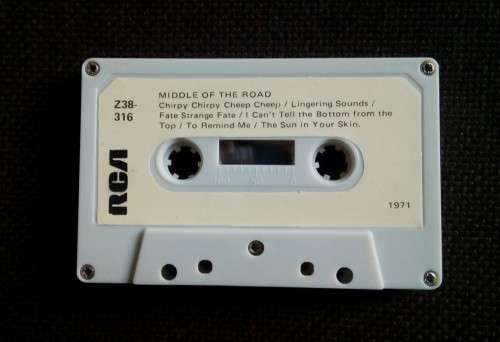 MIDDLE OF THE ROAD
Z38-
316
Chirpy Chirpy Cheep Cheep / Lingering Sounds /
Fate Strange Fate / I Can't Tell the Bottom from the
Top / To Remind Me / The Sun in Your Skin.
RCA
1971